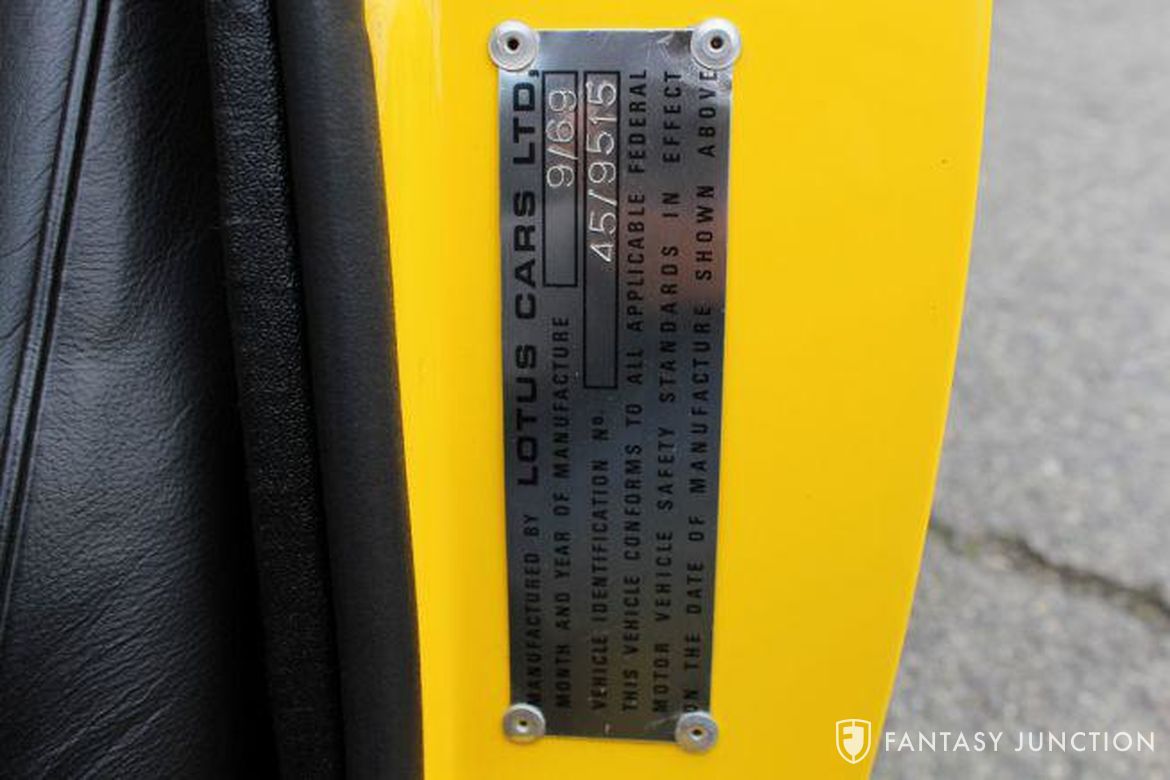 MANUFACTURED BY LOTUS CARS LTD,
MONTH AND YEAR OF MANUFACTURE 9/69
VEHICLE IDENTIFICATION Nº. 45/9515
THIS VEHICLE CONFORMS TO ALL APPLICABLE FEDERAL
MOTOR VEHICLE SAFETY STANDARDS IN EFFECT
ON THE DATE OF MANUFACTURE SHOWN ABOVE
FANTASY JUNCTION